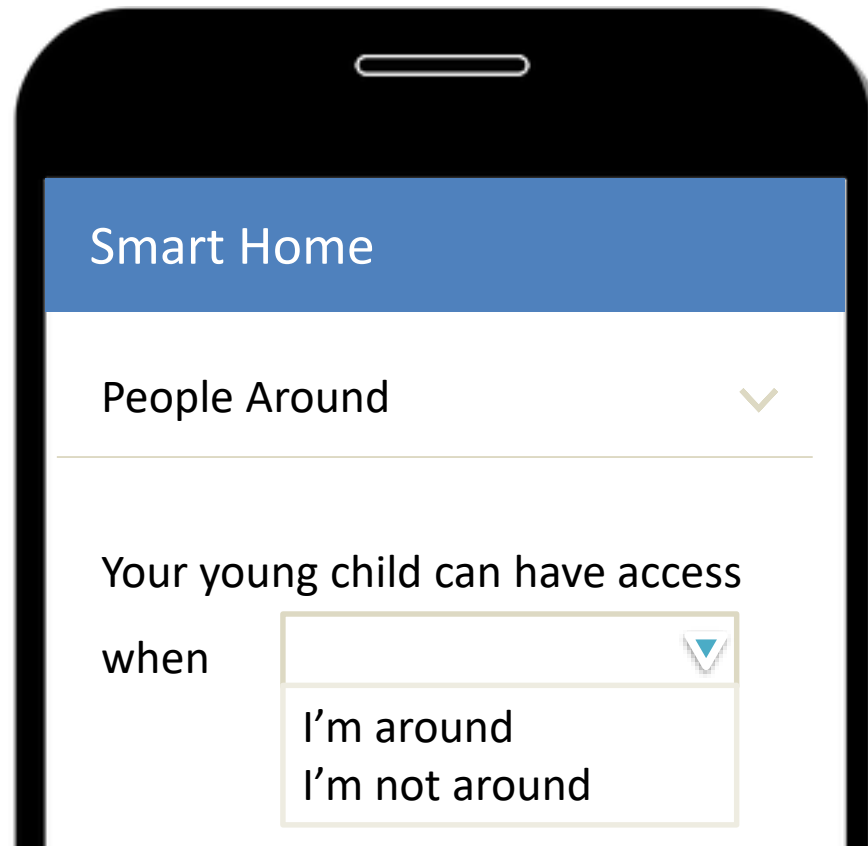 Smart Home
People Around
Your young child can have access
when
I’m around
I’m not around